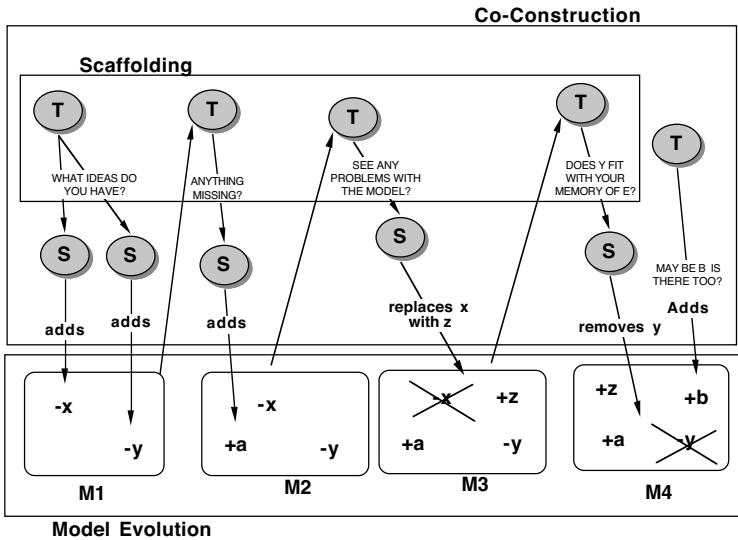 Co-Construction
Scaffolding
T
T
T
T
T
WHAT IDEAS DO
YOU HAVE?
ANYTHING
MISSING?
SEE ANY
PROBLEMS WITH
THE MODEL?
DOES Y FIT
WITH YOUR
MEMORY OF E?
S
S
S
S
S
MAY BE B IS
THERE TOO?
adds
adds
adds
replaces x
with z
removes y
Adds
-x
-y
M1
-x
+a
-y
M2
-x
+z
+a
-y
M3
+z
+b
+a
-y
M4
Model Evolution